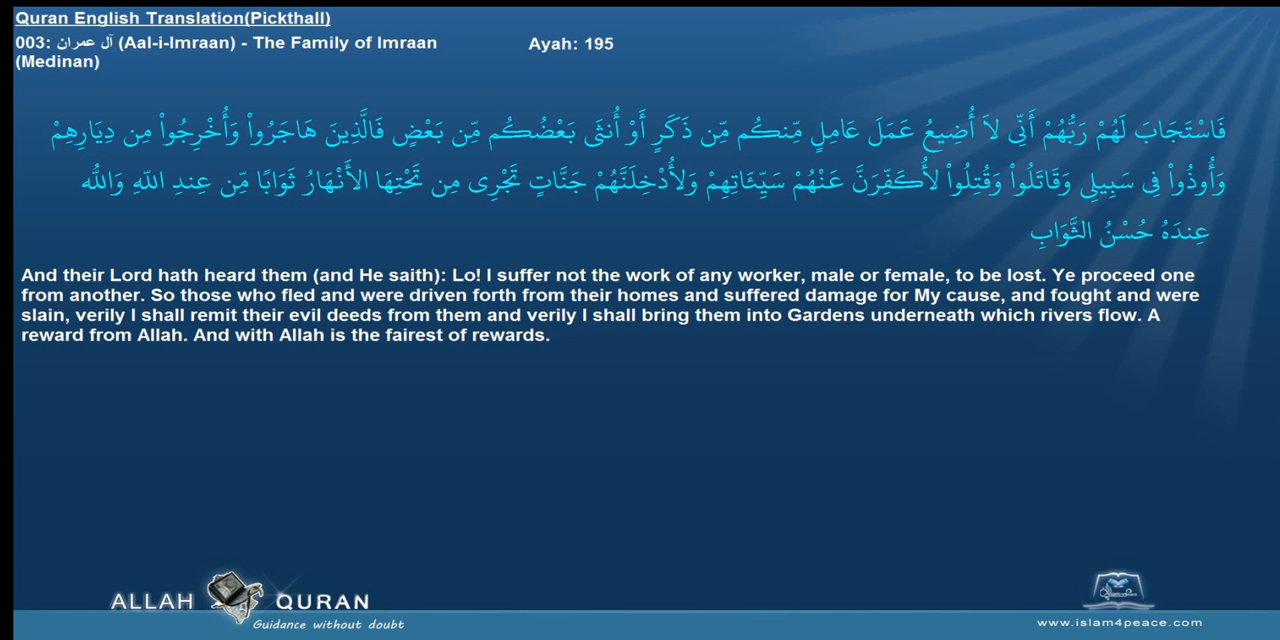 Quran English Translation(Pickthall)
003: آل عمران (Aal-i-Imraan) - The Family of Imraan
(Medinan)
Ayah: 195
فَاسْتَجَابَ لَهُمْ رَبُّهُمْ أَنِّي لاَ أُضِيعُ عَمَلَ عَامِلٍ مِّنكُم مِّن ذَكَرٍ أَوْ أُنثَى بَعْضُكُم مِّن بَعْضٍ فَالَّذِينَ هَاجَرُواْ وَأُخْرِجُواْ مِن دِيَارِهِمْ
وَأُوذُواْ فِي سَبِيلِي وَقَاتَلُواْ وَقُتِلُواْ لأُكَفِّرَنَّ عَنْهُمْ سَيِّئَاتِهِمْ وَلأُدْخِلَنَّهُمْ جَنَّاتٍ تَجْرِي مِن تَحْتِهَا الأَنْهَارُ ثَوَابًا مِّن عِندِ اللّهِ وَاللّه
عِندَهُ حُسْنُ الثَّوَابِ
And their Lord hath heard them (and He saith): Lo! I suffer not the work of any worker, male or female, to be lost. Ye proceed one
from another. So those who fled and were driven forth from their homes and suffered damage for My cause, and fought and were
slain, verily I shall remit their evil deeds from them and verily I shall bring them into Gardens underneath which rivers flow. A
reward from Allah. And with Allah is the fairest of rewards.
ALLAH QURAN
Guidance without doubt
www.islam4peace.com